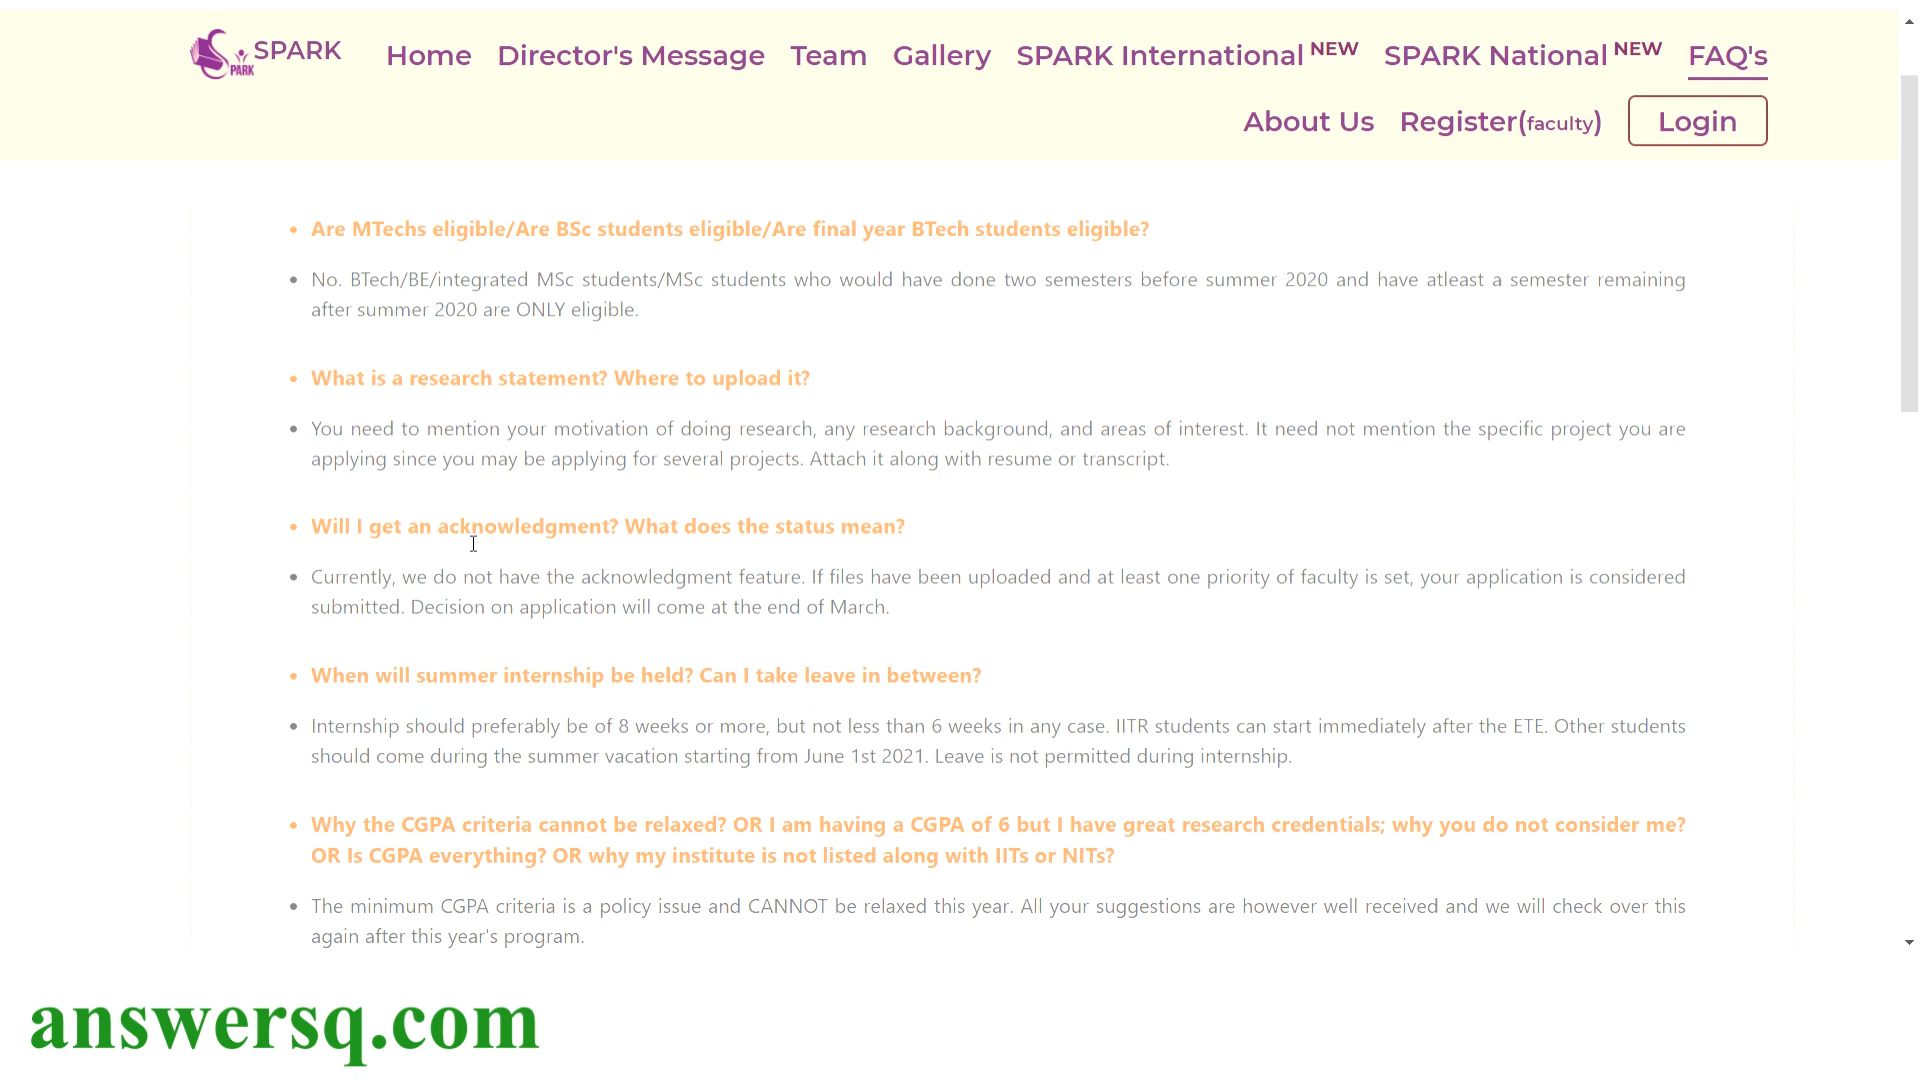 PARK SPARK Home Director's Message Team Gallery SPARK International NEW SPARK National NEW FAQ's
About Us Register(faculty) Login
• Are MTechs eligible/Are BSc students eligible/Are final year BTech students eligible?
• No. BTech/BE/integrated MSc students/MSc students who would have done two semesters before summer 2020 and have atleast a semester remaining
after summer 2020 are ONLY eligible.
• What is a research statement? Where to upload it?
• You need to mention your motivation of doing research, any research background, and areas of interest. It need not mention the specific project you are
applying since you may be applying for several projects. Attach it along with resume or transcript.
• Will I get an acknowledgment? What does the status mean?
• Currently, we do not have the acknowledgment feature. If files have been uploaded and at least one priority of faculty is set, your application is considered
submitted. Decision on application will come at the end of March.
• When will summer internship be held? Can I take leave in between?
• Internship should preferably be of 8 weeks or more, but not less than 6 weeks in any case. IITR students can start immediately after the ETE. Other students
should come during the summer vacation starting from June 1st 2021. Leave is not permitted during internship.
• Why the CGPA criteria cannot be relaxed? OR I am having a CGPA of 6 but I have great research credentials; why you do not consider me?
OR Is CGPA everything? OR why my institute is not listed along with IITs or NITs?
• The minimum CGPA criteria is a policy issue and CANNOT be relaxed this year. All your suggestions are however well received and we will check over this
again after this year's program.
answersq.com